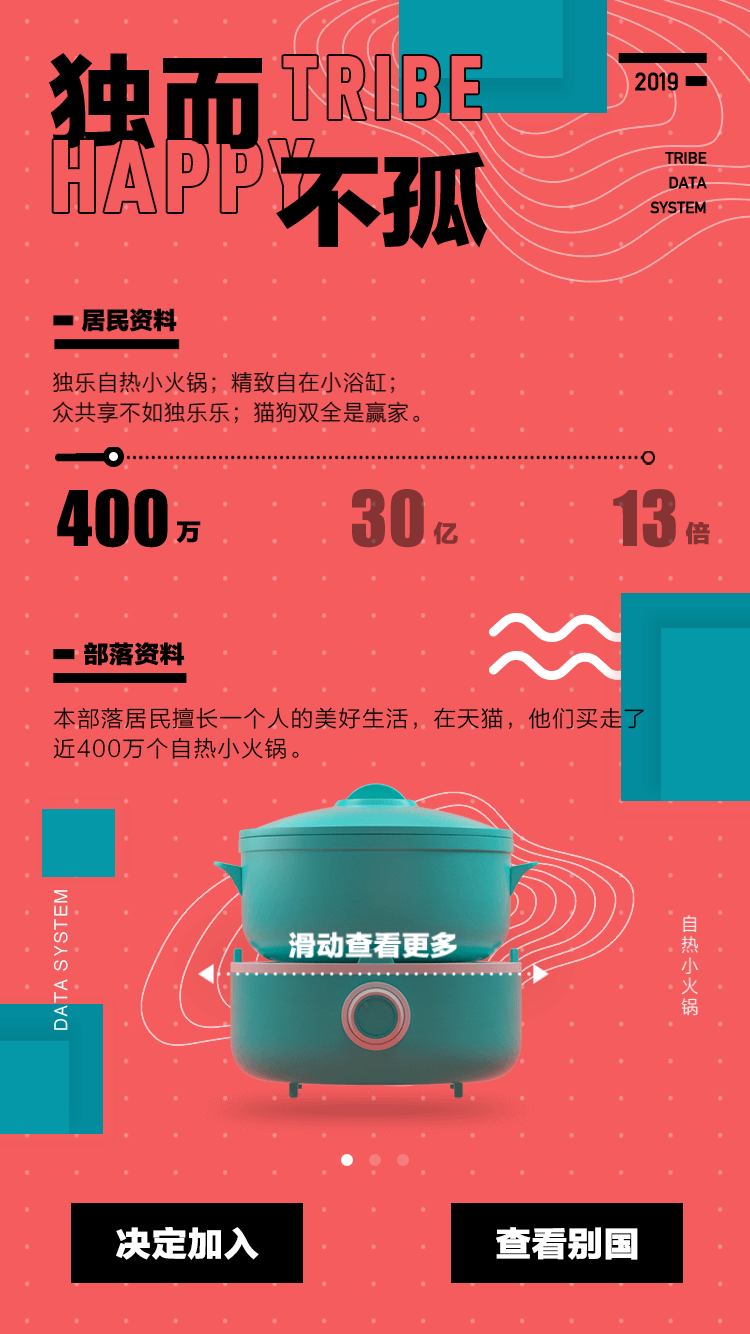 独而
TRIBE
HAPPY
不孤
2019
TRIBE
DATA
SYSTEM
居民资料
独乐自热小火锅；精致自在小浴缸；
众共享不如独乐乐；猫狗双全是赢家。
400万
30亿
13倍
部落资料
本部落居民擅长一个人的美好生活，在天猫，他们买走了
近400万个自热小火锅。
DATA SYSTEM
滑动查看更多
自热小火锅
决定加入
查看别国